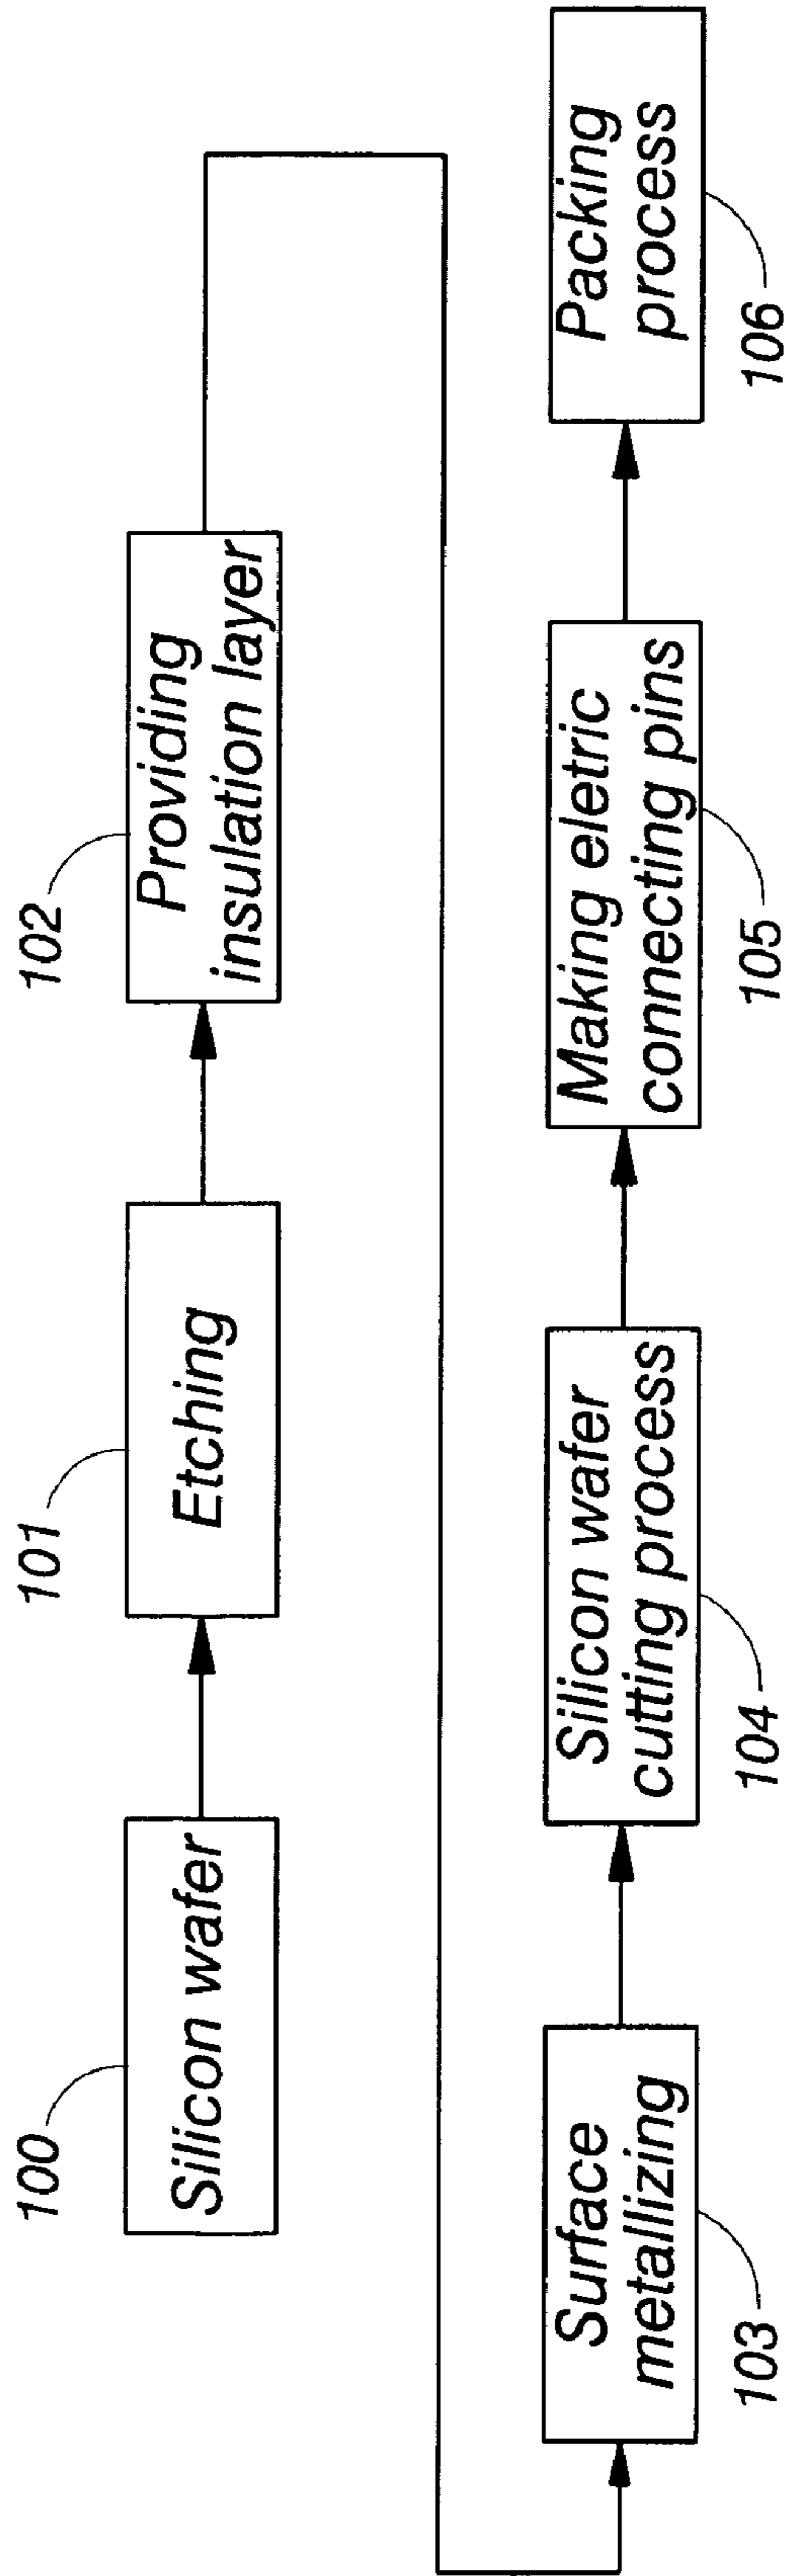 100
Silicon wafer
101
Etching
102
Providing
insulation layer
Surface
metallizing
103
Silicon wafer
cutting process
104
Making eletric
connecting pins
105
Packing
process
106